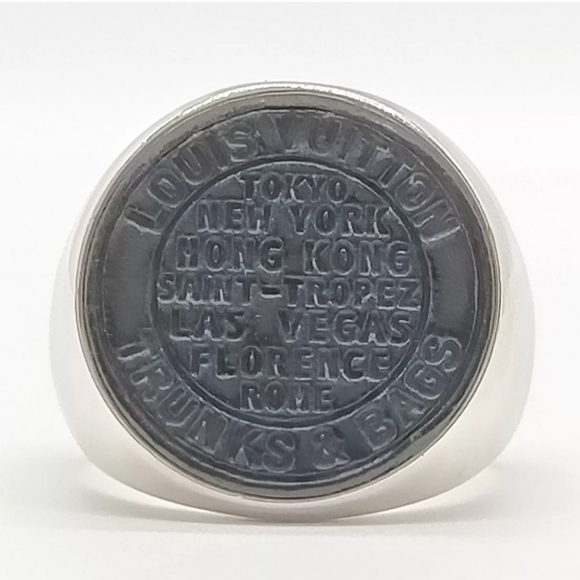 LOUIS VUITTON
TOKYO
NEW YORK
HONG KONG
SAINT-TROPEZ
LAS VEGAS
FLORENCE
ROME
TRUNKS & BAGS